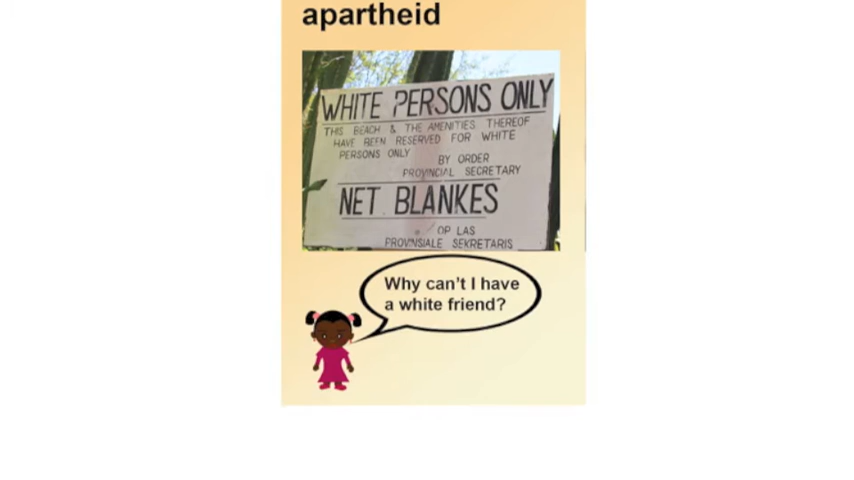 apartheid
WHITE PERSONS ONLY
THIS BEACH & THE AMENITIES THEREOF
HAVE BEEN RESERVED FOR WHITE
PERSONS ONLY
BY ORDER
PROVINCIAL SECRETARY
NET BLANKES
OP LAS
PROVINSIALE SEKRETARIS
Why can't I have
a white friend?